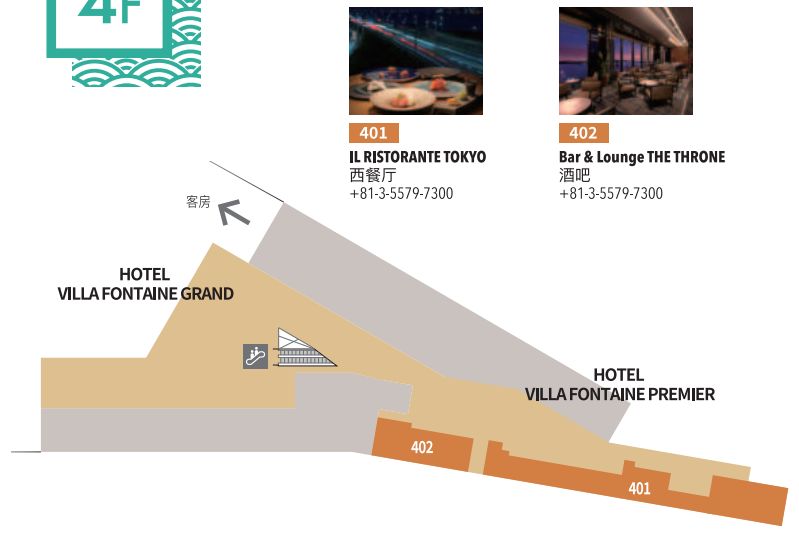 4F
401
IL RISTORANTE TOKYO
西餐厅
+81-3-5579-7300
402
Bar & Lounge THE THRONE
酒吧
+81-3-5579-7300
客房
HOTEL
VILLA FONTAINE GRAND
HOTEL
VILLA FONTAINE PREMIER
402
401